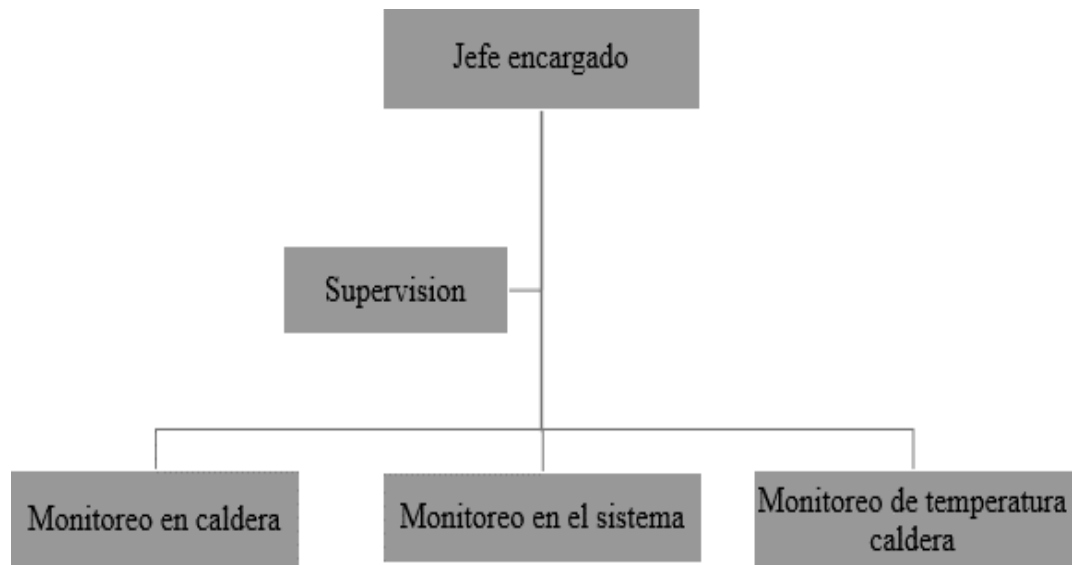 Jefe encargado
Supervision
Monitoreo en caldera
Monitoreo en el sistema
Monitoreo de temperatura
caldera